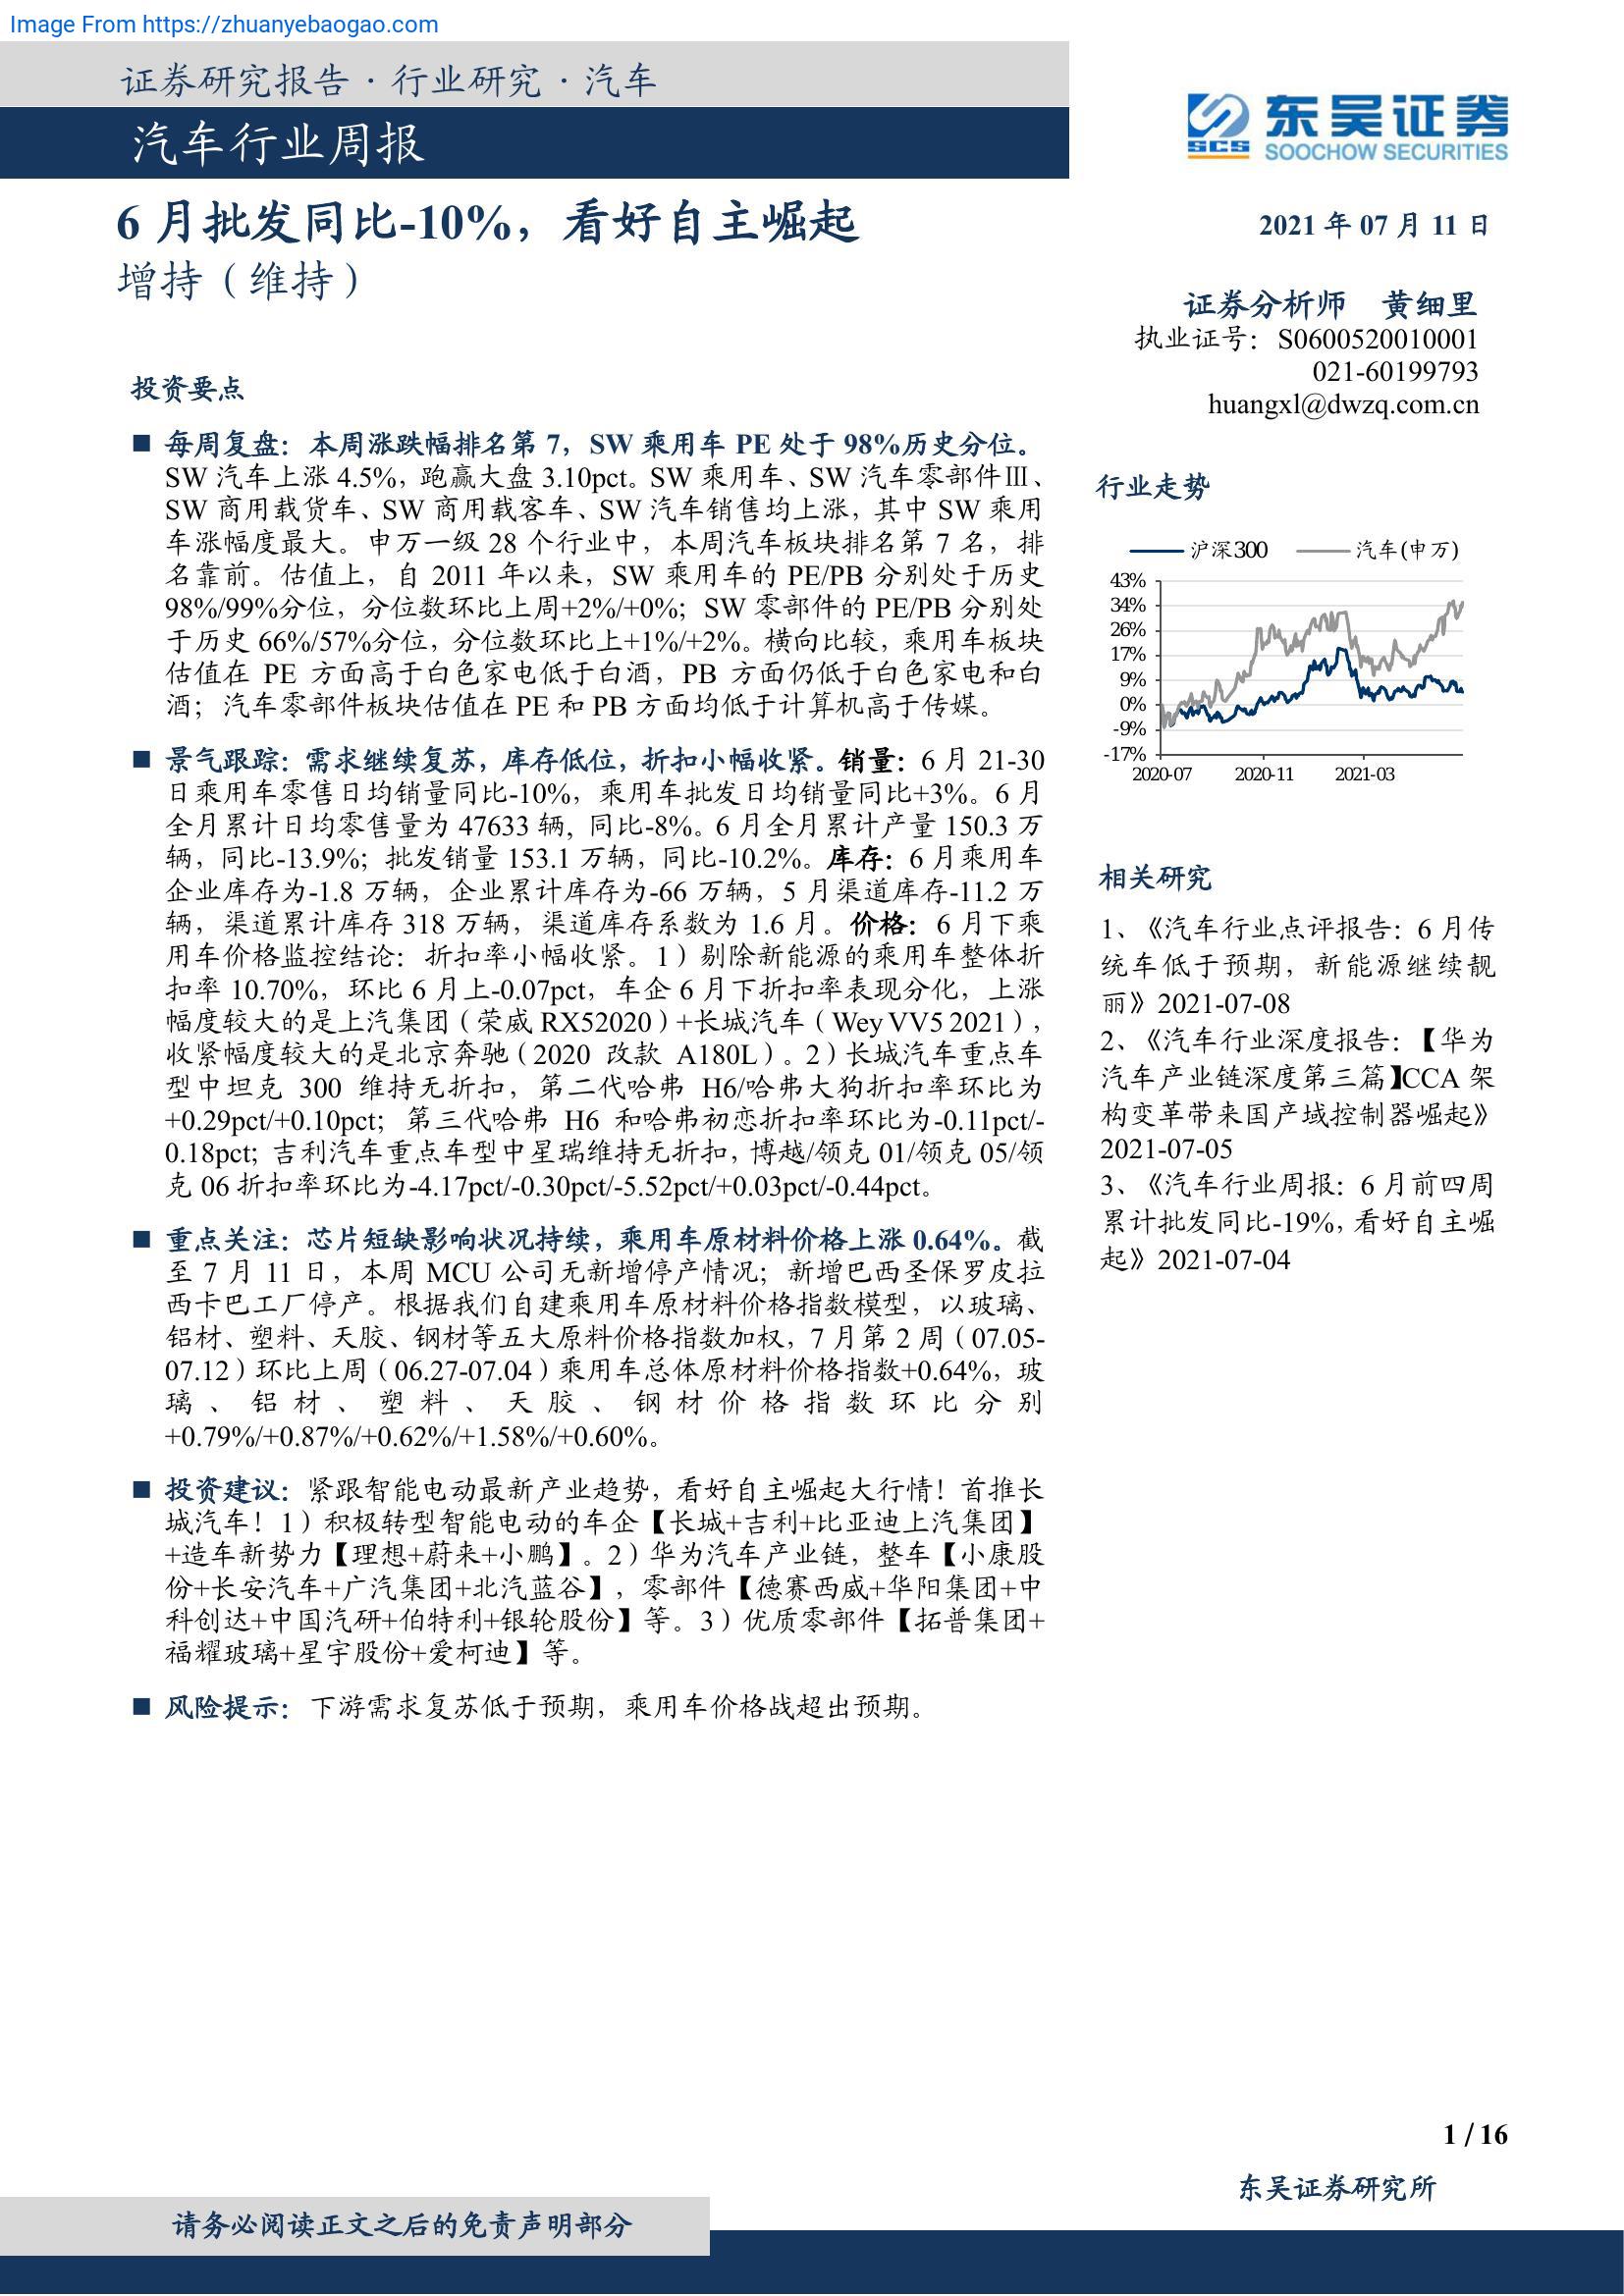 Image From https://zhuanyebaogao.com
证券研究报告·行业研究·汽车
汽车行业周报
东吴证券
SCS
SOOCHOW SECURITIES
6 月批发同比-10%，看好自主崛起
增持（维持）
2021 年 07 月 11 日
证券分析师 黄细里
执业证号：S0600520010001
021-60199793
huangxl@dwzq.com.cn
投资要点
■ 每周复盘：本周涨跌幅排名第 7，SW 乘用车 PE 处于 98%历史分位。
SW 汽车上涨 4.5%，跑赢大盘 3.10pct。SW 乘用车、SW 汽车零部件Ⅲ、
SW 商用载货车、SW 商用载客车、SW 汽车销售均上涨，其中 SW 乘用
车涨幅度最大。申万一级 28 个行业中，本周汽车板块排名第 7 名，排
名靠前。估值上，自 2011 年以来，SW 乘用车的 PE/PB 分别处于历史
98%/99%分位，分位数环比上周+2%/+0%；SW 零部件的 PE/PB 分别处
于历史 66%/57%分位，分位数环比上+1%/+2%。横向比较，乘用车板块
估值在 PE 方面高于白色家电低于白酒，PB 方面仍低于白色家电和白
酒；汽车零部件板块估值在 PE 和 PB 方面均低于计算机高于传媒。
■ 景气跟踪：需求继续复苏，库存低位，折扣小幅收紧。销量：6 月 21-30
日乘用车零售日均销量同比-10%，乘用车批发日均销量同比+3%。6 月
全月累计日均零售量为 47633 辆, 同比-8%。6 月全月累计产量 150.3 万
辆，同比-13.9%；批发销量 153.1 万辆，同比-10.2%。库存：6 月乘用车
企业库存为-1.8 万辆，企业累计库存为-66 万辆，5 月渠道库存-11.2 万
辆，渠道累计库存 318 万辆，渠道库存系数为 1.6 月。价格：6 月下乘
用车价格监控结论：折扣率小幅收紧。1）剔除新能源的乘用车整体折
扣率 10.70%，环比 6 月上-0.07pct，车企 6 月下折扣率表现分化，上涨
幅度较大的是上汽集团（荣威 RX52020）+长城汽车（Wey VV5 2021），
收紧幅度较大的是北京奔驰（2020 改款 A180L）。2）长城汽车重点车
型中坦克 300 维持无折扣，第二代哈弗 H6/哈弗大狗折扣率环比为
+0.29pct/+0.10pct；第三代哈弗 H6 和哈弗初恋折扣率环比为-0.11pct/-
0.18pct；吉利汽车重点车型中星瑞维持无折扣，博越/领克 01/领克 05/领
克 06 折扣率环比为-4.17pct/-0.30pct/-5.52pct/+0.03pct/-0.44pct。
■ 重点关注：芯片短缺影响状况持续，乘用车原材料价格上涨 0.64%。截
至 7 月 11 日，本周 MCU 公司无新增停产情况；新增巴西圣保罗皮拉
西卡巴工厂停产。根据我们自建乘用车原材料价格指数模型，以玻璃、
铝材、塑料、天胶、钢材等五大原料价格指数加权，7 月第 2 周（07.05-
07.12）环比上周（06.27-07.04）乘用车总体原材料价格指数+0.64%，玻
璃、铝材、塑料、天胶、钢材价格指数环比分别
+0.79%/+0.87%/+0.62%/+1.58%/+0.60%。
■ 投资建议：紧跟智能电动最新产业趋势，看好自主崛起大行情！首推长
城汽车！1）积极转型智能电动的车企【长城+吉利+比亚迪上汽集团】
+造车新势力【理想+蔚来+小鹏】。2）华为汽车产业链，整车【小康股
份+长安汽车+广汽集团+北汽蓝谷】，零部件【德赛西威+华阳集团+中
科创达+中国汽研+伯特利+银轮股份】等。3）优质零部件【拓普集团+
福耀玻璃+星宇股份+爱柯迪】等。
■ 风险提示：下游需求复苏低于预期，乘用车价格战超出预期。
行业走势
沪深300 汽车(申万)
43%
34%
26%
17%
9%
0%
-9%
-17%
2020-07 2020-11 2021-03
相关研究
1、《汽车行业点评报告：6 月传
统车低于预期，新能源继续靓
丽》2021-07-08
2、《汽车行业深度报告：【华为
汽车产业链深度第三篇】CCA 架
构变革带来国产域控制器崛起》
2021-07-05
3、《汽车行业周报：6 月前四周
累计批发同比-19%，看好自主崛
起》2021-07-04
1 / 16
东吴证券研究所
请务必阅读正文之后的免责声明部分